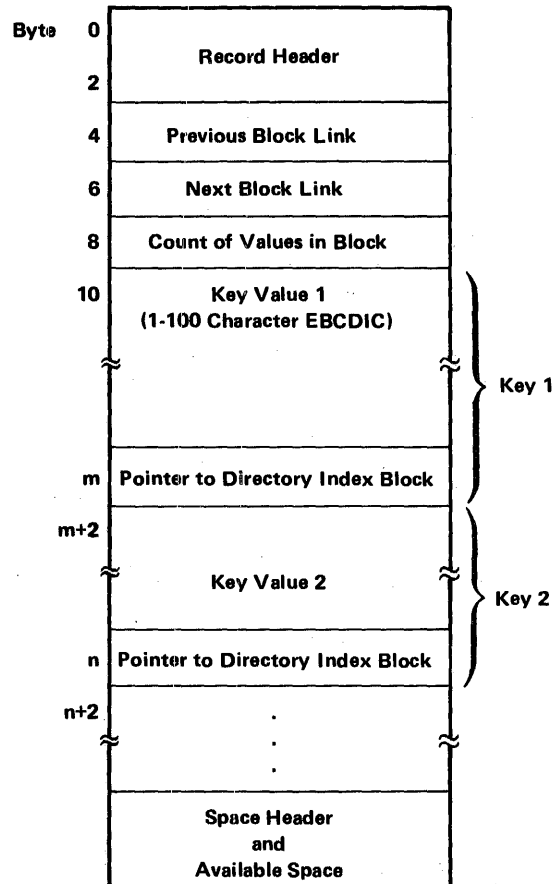 Byte 0
Record Header
2
4 Previous Block Link
6 Next Block Link
8 Count of Values in Block
10 Key Value 1
(1-100 Character EBCDIC)
Key 1
m Pointer to Directory Index Block
m+2
Key Value 2
Key 2
n Pointer to Directory Index Block
n+2
.
.
.
Space Header
and
Available Space